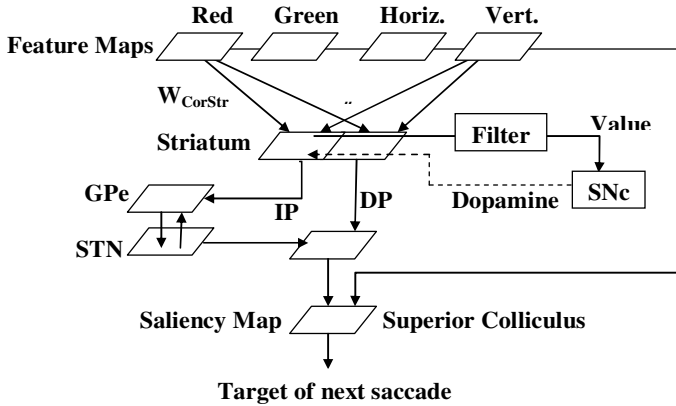 Red Green Horiz. Vert.
Feature Maps
W_CorStr
..
Striatum
Filter
Value
GPe
IP
DP
Dopamine
SNc
STN
Saliency Map
Superior Colliculus
Target of next saccade